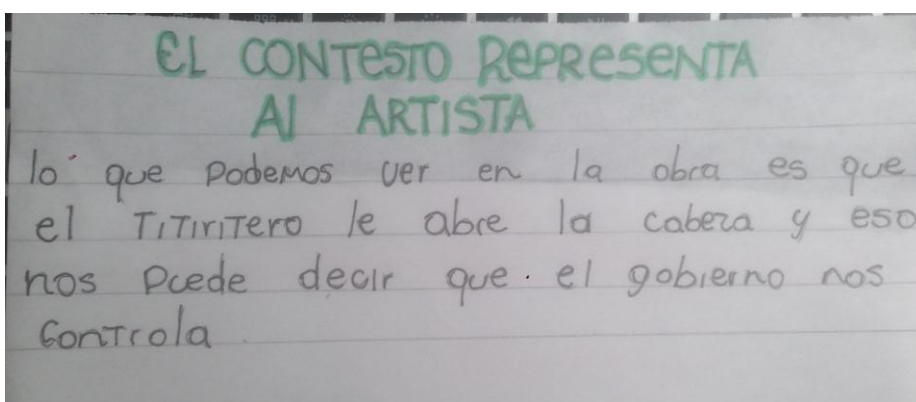 EL CONTESTO REPRESENTA
Al ARTISTA
lo que Podemos ver en la obra es que
el TiTiriTero le abre la cabeza y eso
nos Pcede decir que el gobierno nos
ConTrola